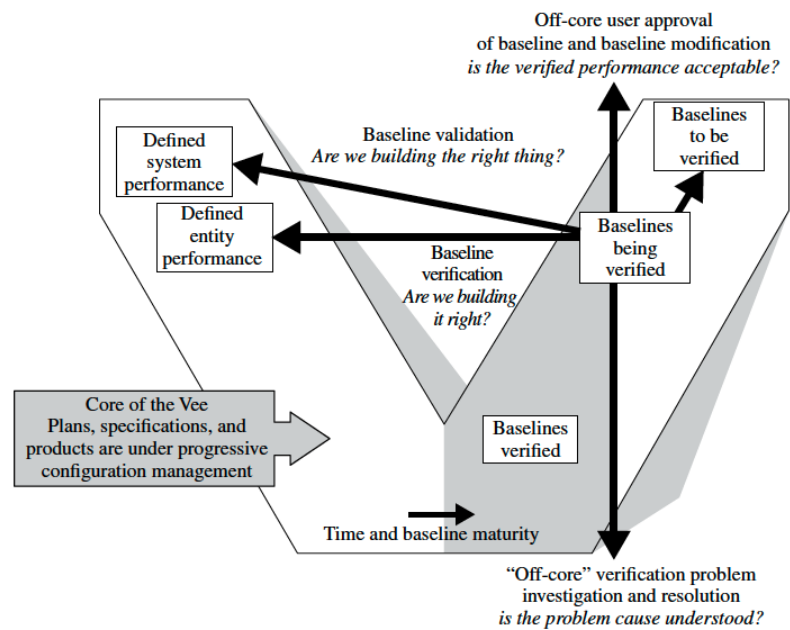 Off-core user approval
of baseline and baseline modification
is the verified performance acceptable?
Defined
system
performance
Baseline validation
Are we building the right thing?
Baselines
to be
verified
Defined
entity
performance
Baselines
being
verified
Baseline
verification
Are we building
it right?
Core of the Vee
Plans, specifications, and
products are under progressive
configuration management
Baselines
verified
Time and baseline maturity
“Off-core” verification problem
investigation and resolution
is the problem cause understood?